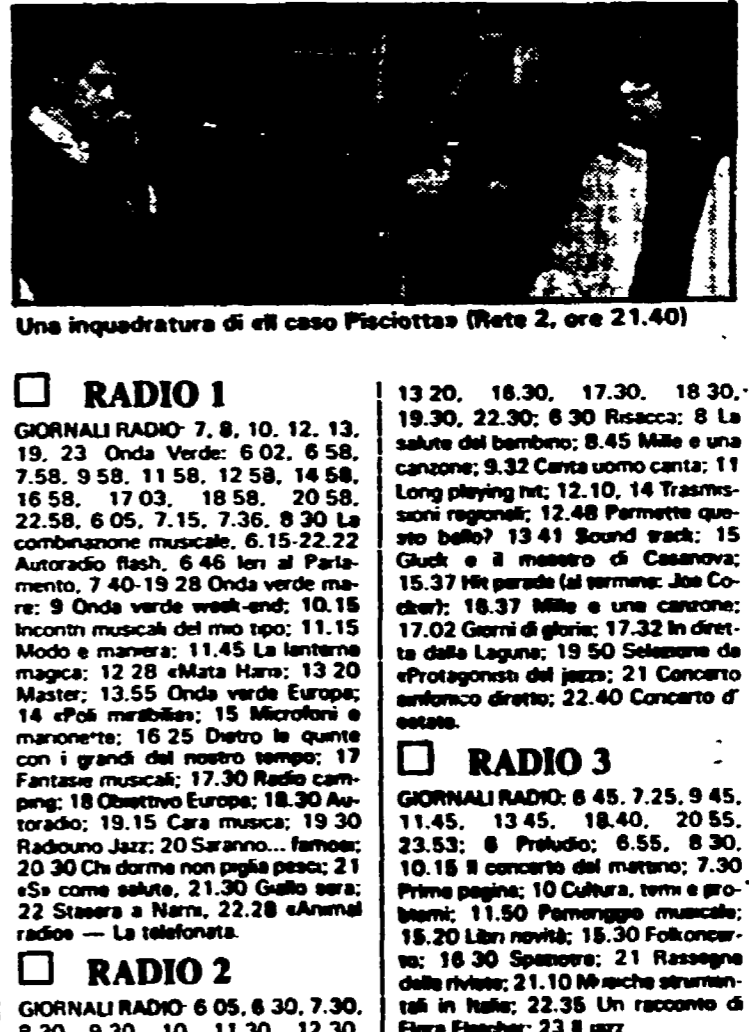 Una inquadratura di «Il caso Pisciotta» (Rete 2, ore 21.40)
RADIO 1
GIORNALI RADIO: 7, 8, 10, 12, 13,
19, 23 Onda Verde: 6 02, 6 58,
7.58, 9 58, 11 58, 12 58, 14 58,
16 58, 17 03, 18 58, 20 58,
22.58, 6 05, 7.15, 7.36, 8 30 La
combinazione musicale, 6.15-22.22
Autoradio flash, 6 46 Ieri al Parla-
mento, 7 40-19 28 Onda verde ma-
re; 9 Onda verde week-end; 10.15
Incontri musicali del mio tipo; 11.15
Modo e maniera; 11.45 La lanterna
magica; 12 28 «Mata Hari»; 13 20
Master; 13.55 Onda verde Europa;
14 «Poli mirabilia»; 15 Microfoni e
marionette; 16 25 Dietro le quinte
con i grandi del nostro tempo; 17
Fantasie musicali; 17.30 Radio cam-
ping; 18 Obiettivo Europa; 18.30 Au-
toradio; 19.15 Cara musica; 19 30
Radiouno Jazz; 20 Saranno... famosi;
20 30 Chi dorme non piglia pesci; 21
«S» come salute, 21.30 Giallo sera;
22 Stasera a Narni, 22.28 «Animal
radio» — La telefonata.
RADIO 2
GIORNALI RADIO: 6 05, 6 30, 7.30,
8 30, 9 30, 10, 11 30, 12 30,
13 20, 16.30, 17.30, 18 30,
19.30, 22.30; 6 30 Risacca; 8 La
salute del bambino; 8.45 Mille e una
canzone; 9.32 Canta uomo canta; 11
Long playing hit; 12.10, 14 Trasmis-
sioni regionali; 12.48 Permette que-
sto ballo? 13 41 Sound track; 15
Gluck e il maestro di Casanova;
15.37 Hit parade (al termine: Joe Co-
cker); 16.37 Mille e una canzone;
17.02 Giorni di gloria; 17.32 In diret-
ta dalla Laguna; 19 50 Selezione da
«Protagonisti del jazz»; 21 Concerto
sinfonico diretto; 22.40 Concerto d'
estate.
RADIO 3
GIORNALI RADIO: 6 45, 7.25, 9 45,
11.45, 13 45, 18.40, 20 55,
23.53; 6 Preludio; 6.55, 8 30,
10.15 Il concerto del mattino; 7.30
Prima pagina; 10 Cultura, temi e pro-
blemi; 11.50 Pomeriggio musicale;
15.20 Libri novità; 15.30 Folkoncer-
to; 16 30 Spaziotre; 21 Rassegna
delle riviste; 21.10 Musiche strumen-
tali in Italia; 22.35 Un racconto di
23 Il jazz